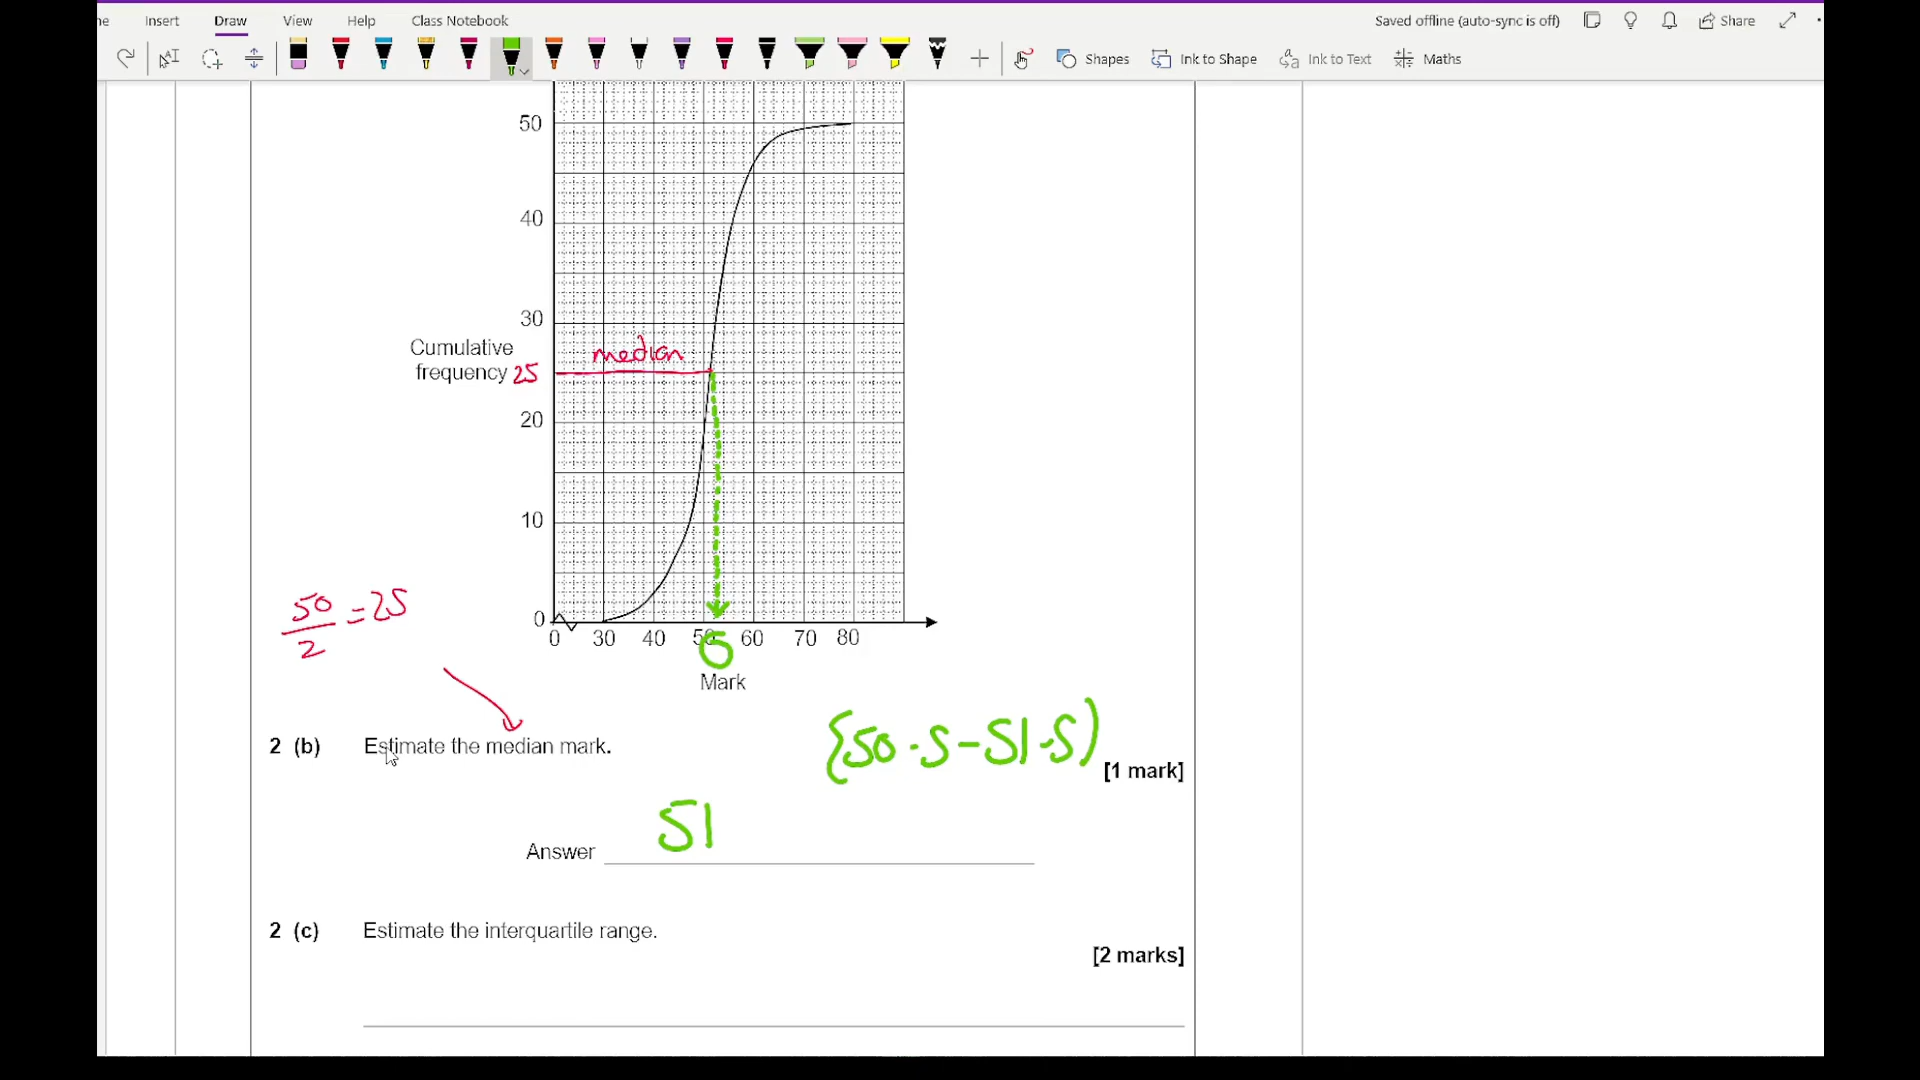 ne Insert Draw View Help Class Notebook Saved offline (auto-sync is off) Share
Shapes Ink to Shape Ink to Text Maths
50
40
30
median
Cumulative
frequency 25
20
10
50/2 = 25
0
0 30 40 50 60 70 80
Mark
2 (b) Estimate the median mark. {50.5-51.5)
[1 mark]
51
Answer
2 (c) Estimate the interquartile range.
[2 marks]